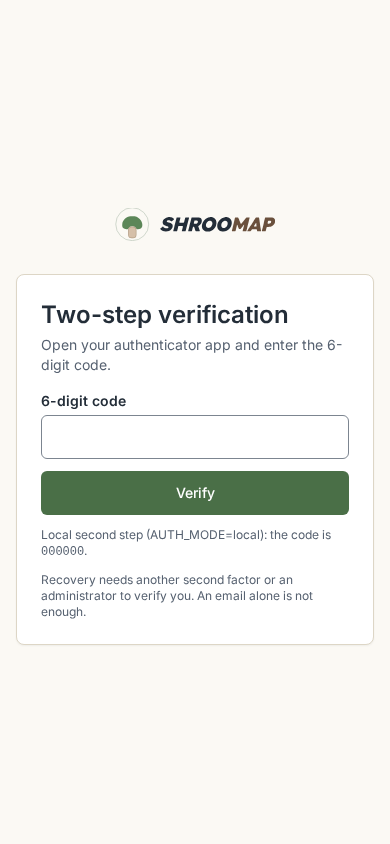 SHROOMAP
Two-step verification
Open your authenticator app and enter the 6-
digit code.
6-digit code
Verify
Local second step (AUTH_MODE=local): the code is
000000.
Recovery needs another second factor or an
administrator to verify you. An email alone is not
enough.